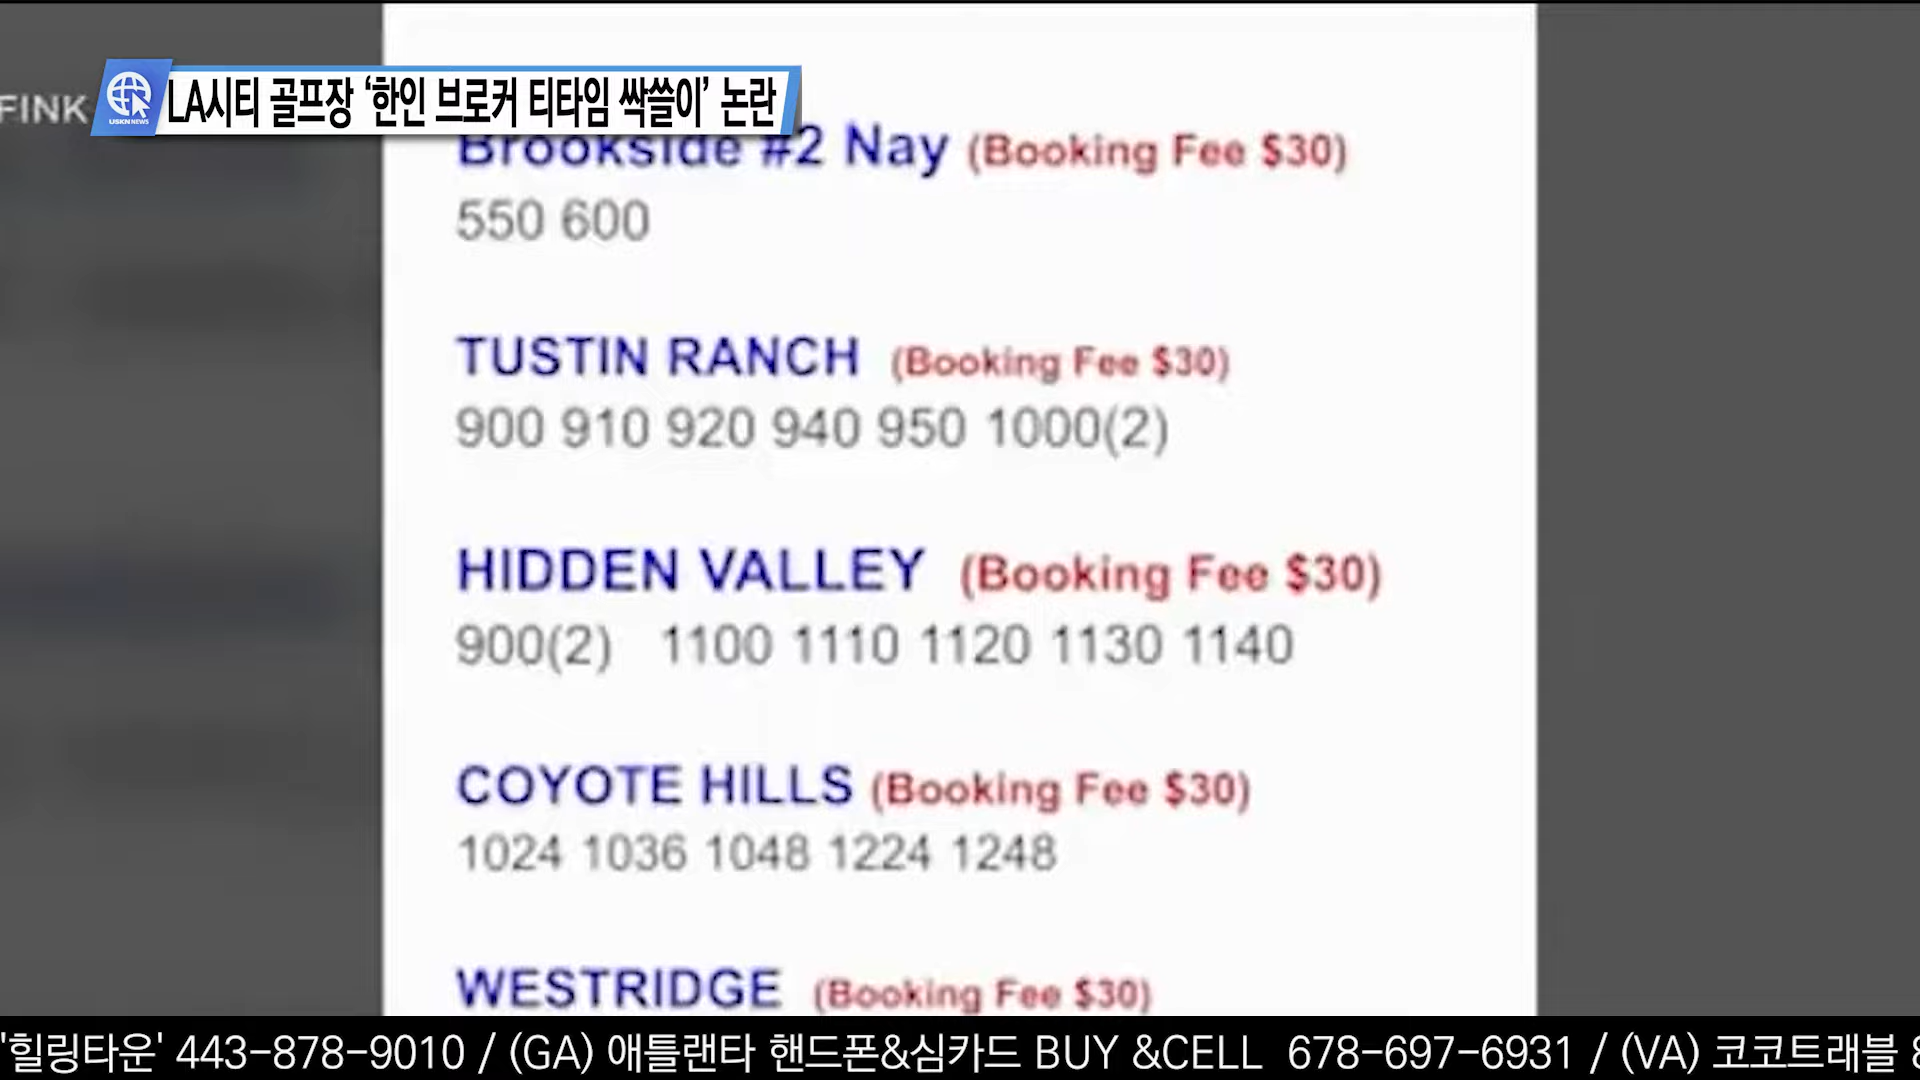 FINK
USKN NEWS
LA시티 골프장 ‘한인 브로커 티타임 싹쓸이’ 논란
Brookside #2 Nay (Booking Fee $30)
550 600
TUSTIN RANCH (Booking Fee $30)
900 910 920 940 950 1000(2)
HIDDEN VALLEY (Booking Fee $30)
900(2) 1100 1110 1120 1130 1140
COYOTE HILLS (Booking Fee $30)
1024 1036 1048 1224 1248
WESTRIDGE (Booking Fee $30)
'힐링타운' 443-878-9010 / (GA) 애틀랜타 핸드폰&심카드 BUY &CELL 678-697-6931 / (VA) 코코트래블 8